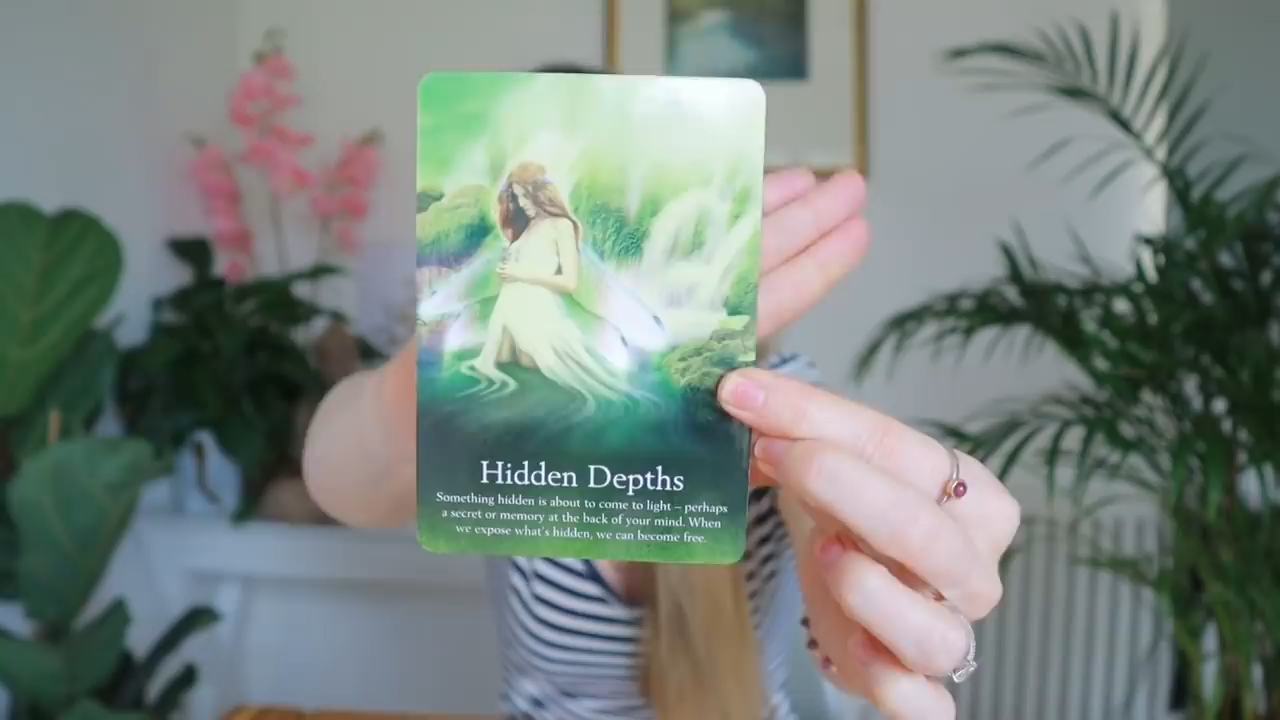 Hidden Depths
Something hidden is about to come to light – perhaps
a secret or memory at the back of your mind. When
we expose what's hidden, we can become free.